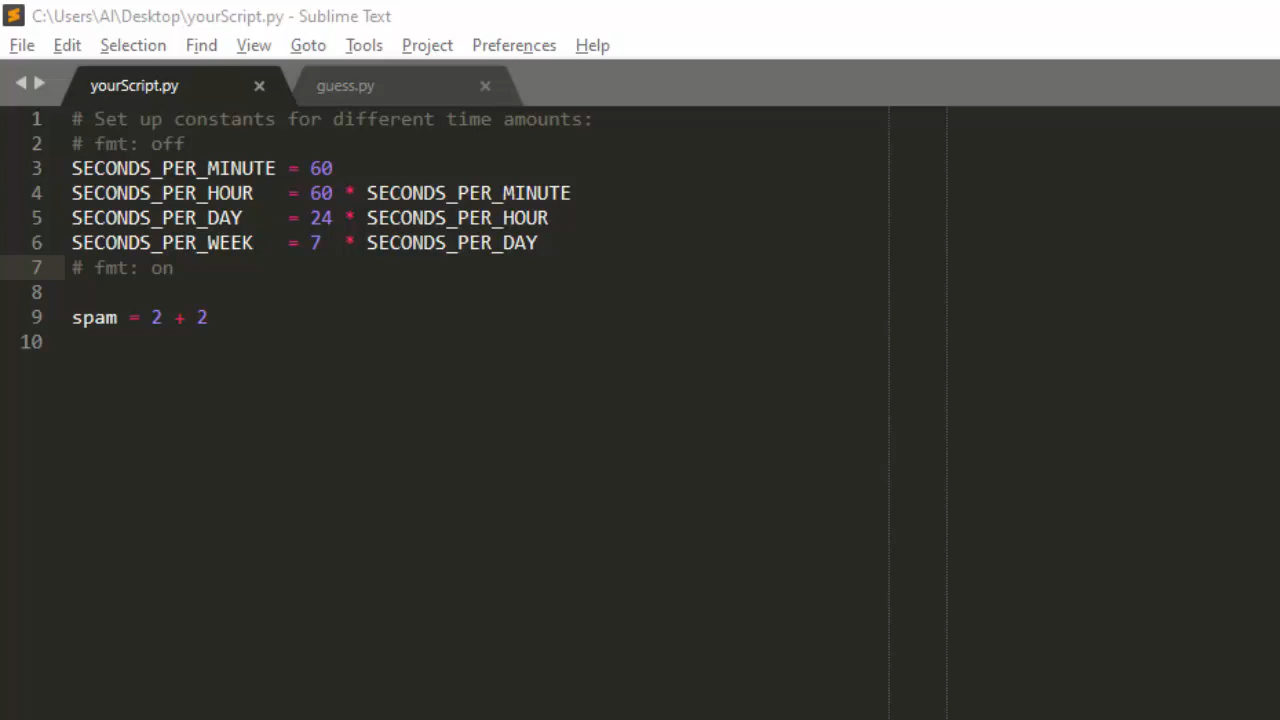 C:\Users\Al\Desktop\yourScript.py - Sublime Text
File Edit Selection Find View Goto Tools Project Preferences Help
yourScript.py × guess.py ×
1 # Set up constants for different time amounts:
2 # fmt: off
3 SECONDS_PER_MINUTE = 60
4 SECONDS_PER_HOUR   = 60 * SECONDS_PER_MINUTE
5 SECONDS_PER_DAY    = 24 * SECONDS_PER_HOUR
6 SECONDS_PER_WEEK   = 7  * SECONDS_PER_DAY
7 # fmt: on
8
9 spam = 2 + 2
10